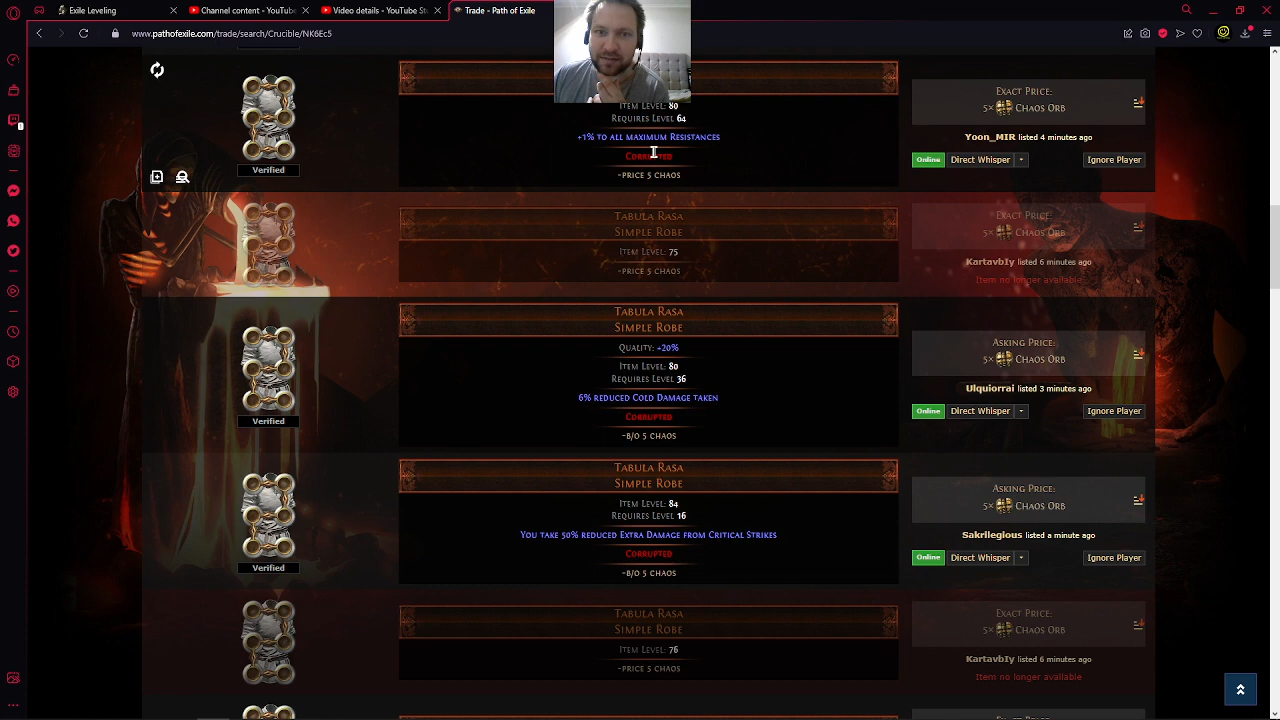 Exile Leveling
Channel content - YouTube
Video details - YouTube St
Trade - Path of Exile
www.pathofexile.com/trade/search/Crucible/NK6Ec5
Item Level: 80
Requires Level 64
+1% to all maximum Resistances
Corrupted
~price 5 chaos
Verified
Exact Price:
5× Chaos Orb
Yoon_MIR listed 4 minutes ago
Online Direct Whisper Ignore Player
1
Tabula Rasa
Simple Robe
Item Level: 75
~price 5 chaos
Exact Price:
5× Chaos Orb
KartavbIy listed 6 minutes ago
Item no longer available
Tabula Rasa
Simple Robe
Quality: +20%
Item Level: 80
Requires Level 36
6% reduced Cold Damage taken
Corrupted
~b/o 5 chaos
Verified
Asking Price:
5× Chaos Orb
Ulquiorrai listed 3 minutes ago
Online Direct Whisper Ignore Player
Tabula Rasa
Simple Robe
Item Level: 84
Requires Level 16
You take 50% reduced Extra Damage from Critical Strikes
Corrupted
~b/o 5 chaos
Verified
Asking Price:
5× Chaos Orb
Sakrilegious listed a minute ago
Online Direct Whisper Ignore Player
Tabula Rasa
Simple Robe
Item Level: 76
~price 5 chaos
Exact Price:
5× Chaos Orb
KartavbIy listed 6 minutes ago
Item no longer available